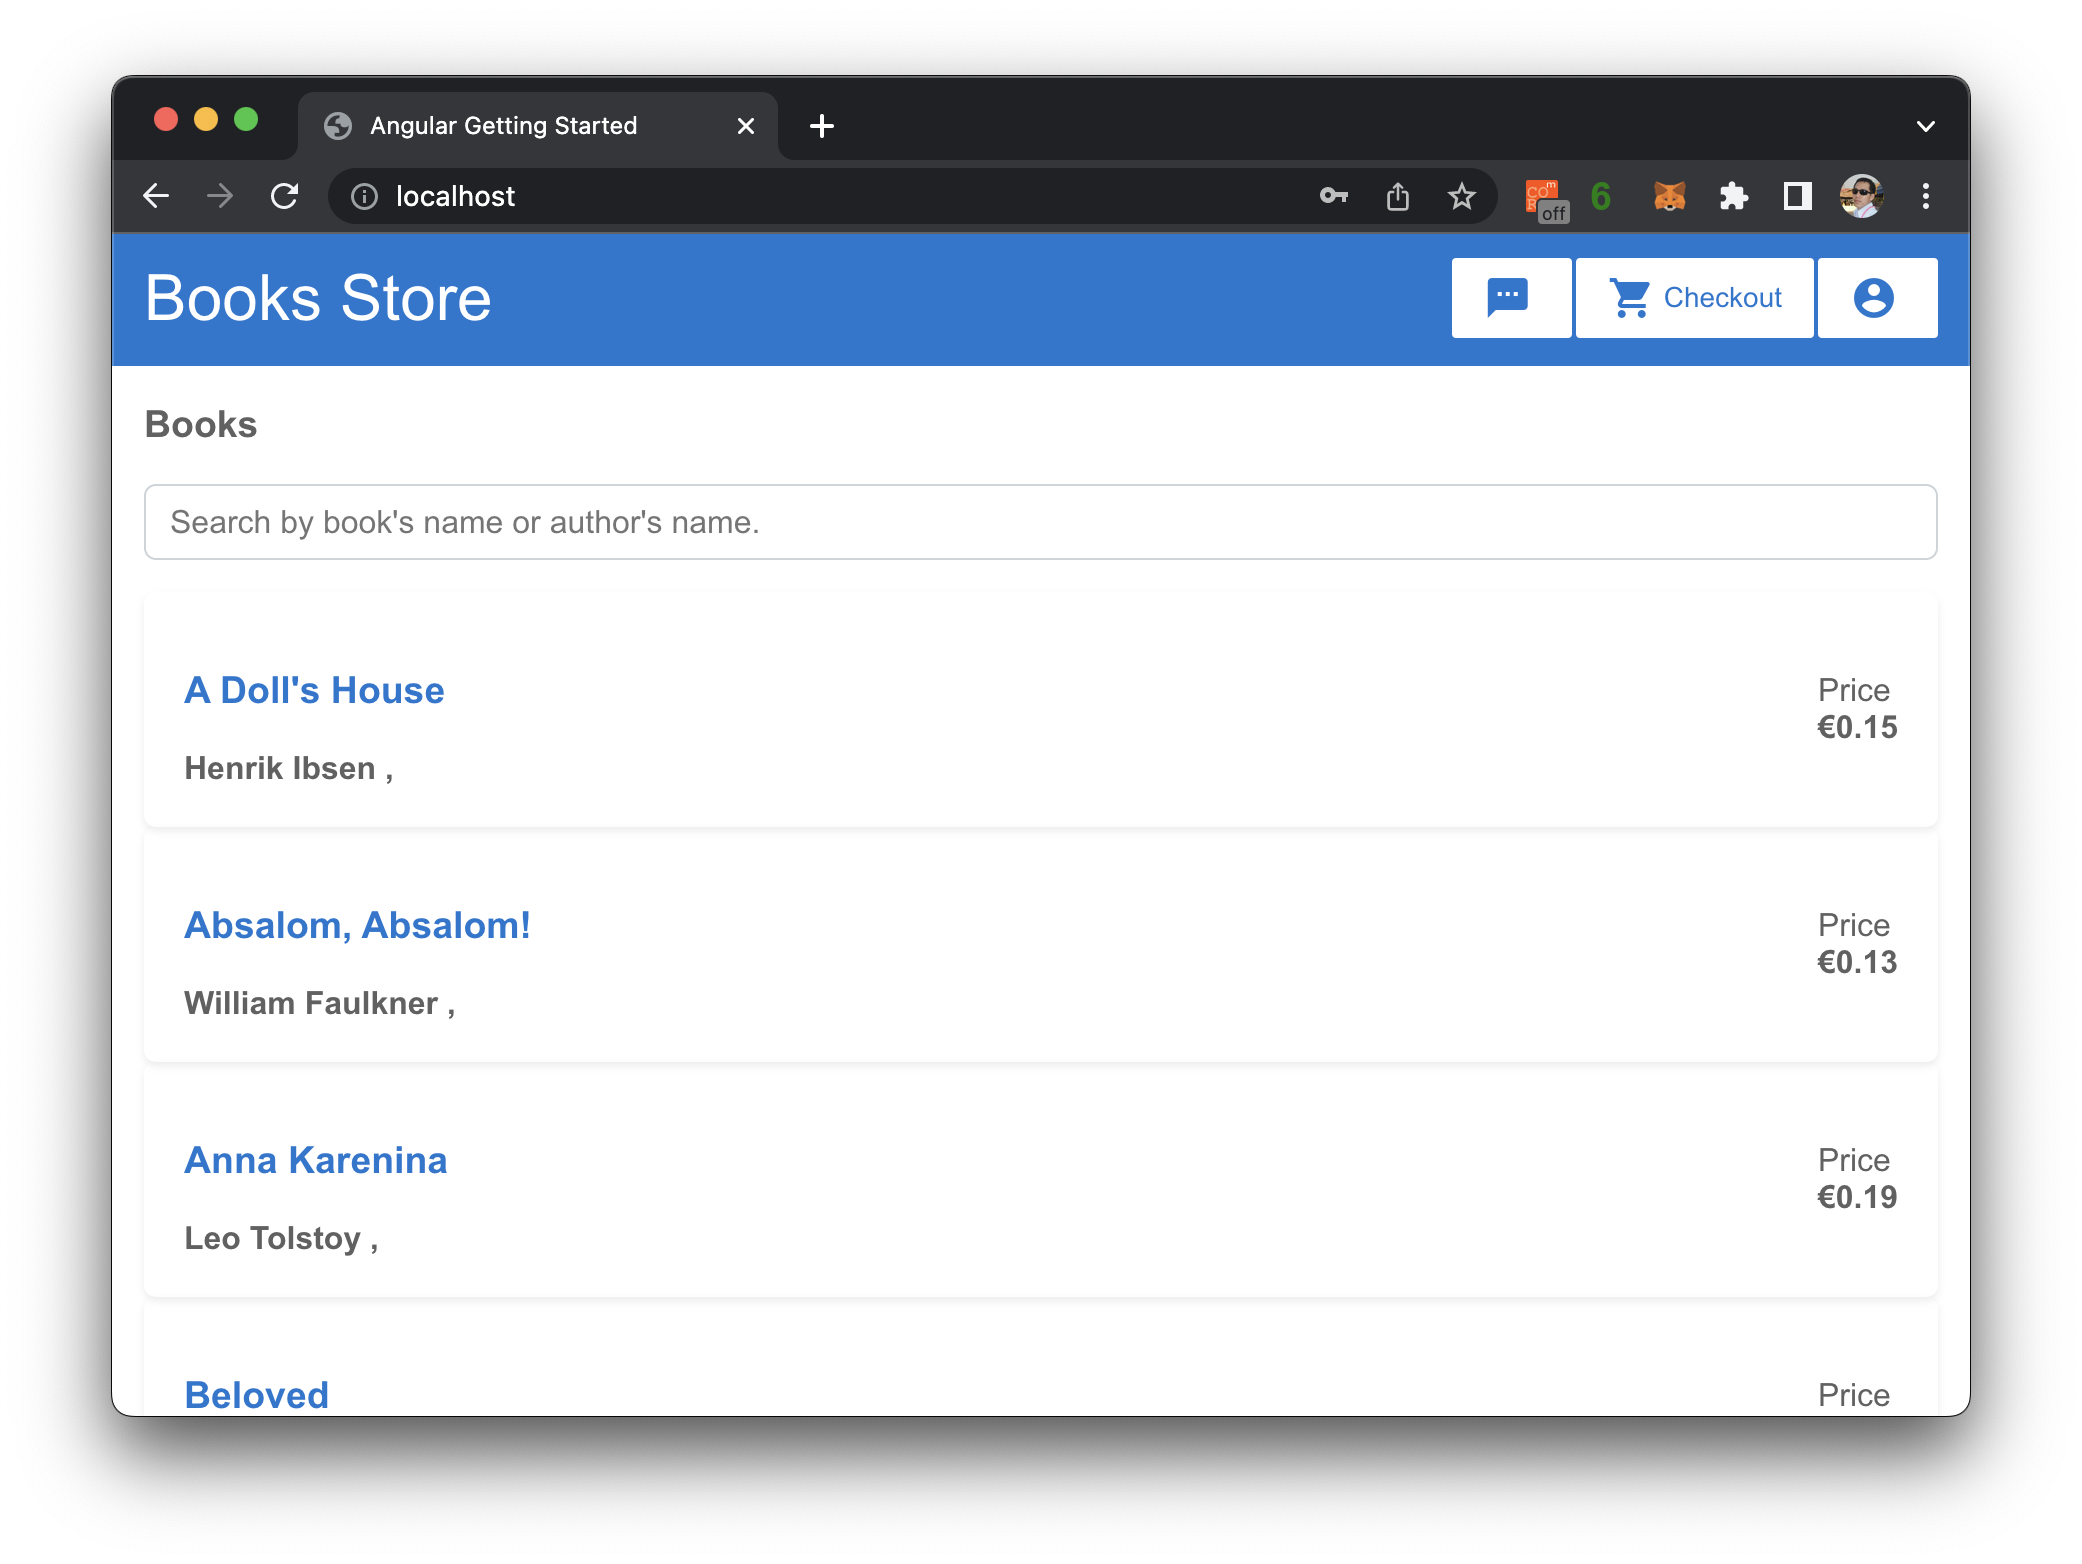 Angular Getting Started
localhost
off
6
Books Store
Checkout
Books
Search by book's name or author's name.
A Doll's House
Price
€0.15
Henrik Ibsen ,
Absalom, Absalom!
Price
€0.13
William Faulkner ,
Anna Karenina
Price
€0.19
Leo Tolstoy ,
Beloved
Price